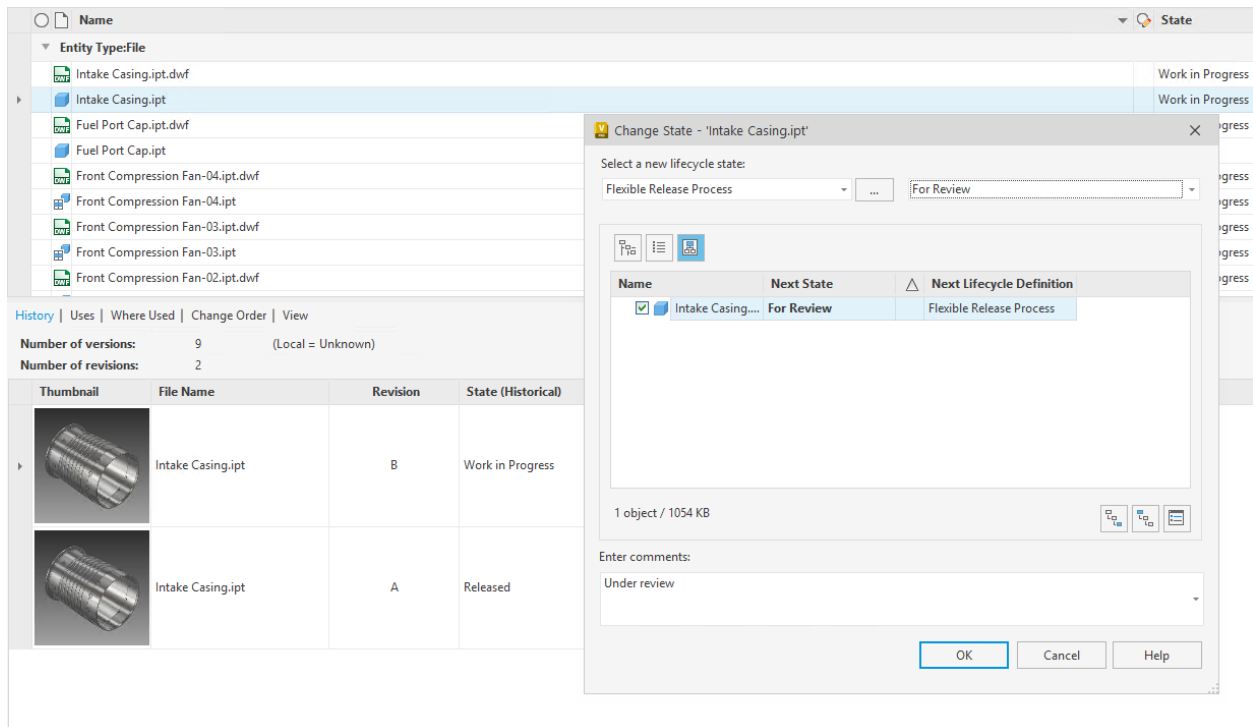 Name State
Entity Type:File
Intake Casing.ipt.dwf Work in Progress
Intake Casing.ipt Work in Progress
Fuel Port Cap.ipt.dwf
Fuel Port Cap.ipt
Front Compression Fan-04.ipt.dwf
Front Compression Fan-04.ipt
Front Compression Fan-03.ipt.dwf
Front Compression Fan-03.ipt
Front Compression Fan-02.ipt.dwf
Change State - 'Intake Casing.ipt'
Select a new lifecycle state:
Flexible Release Process ... For Review
Name Next State Next Lifecycle Definition
Intake Casing.... For Review Flexible Release Process
1 object / 1054 KB
Enter comments:
Under review
OK Cancel Help
History | Uses | Where Used | Change Order | View
Number of versions: 9 (Local = Unknown)
Number of revisions: 2
Thumbnail File Name Revision State (Historical)
Intake Casing.ipt B Work in Progress
Intake Casing.ipt A Released